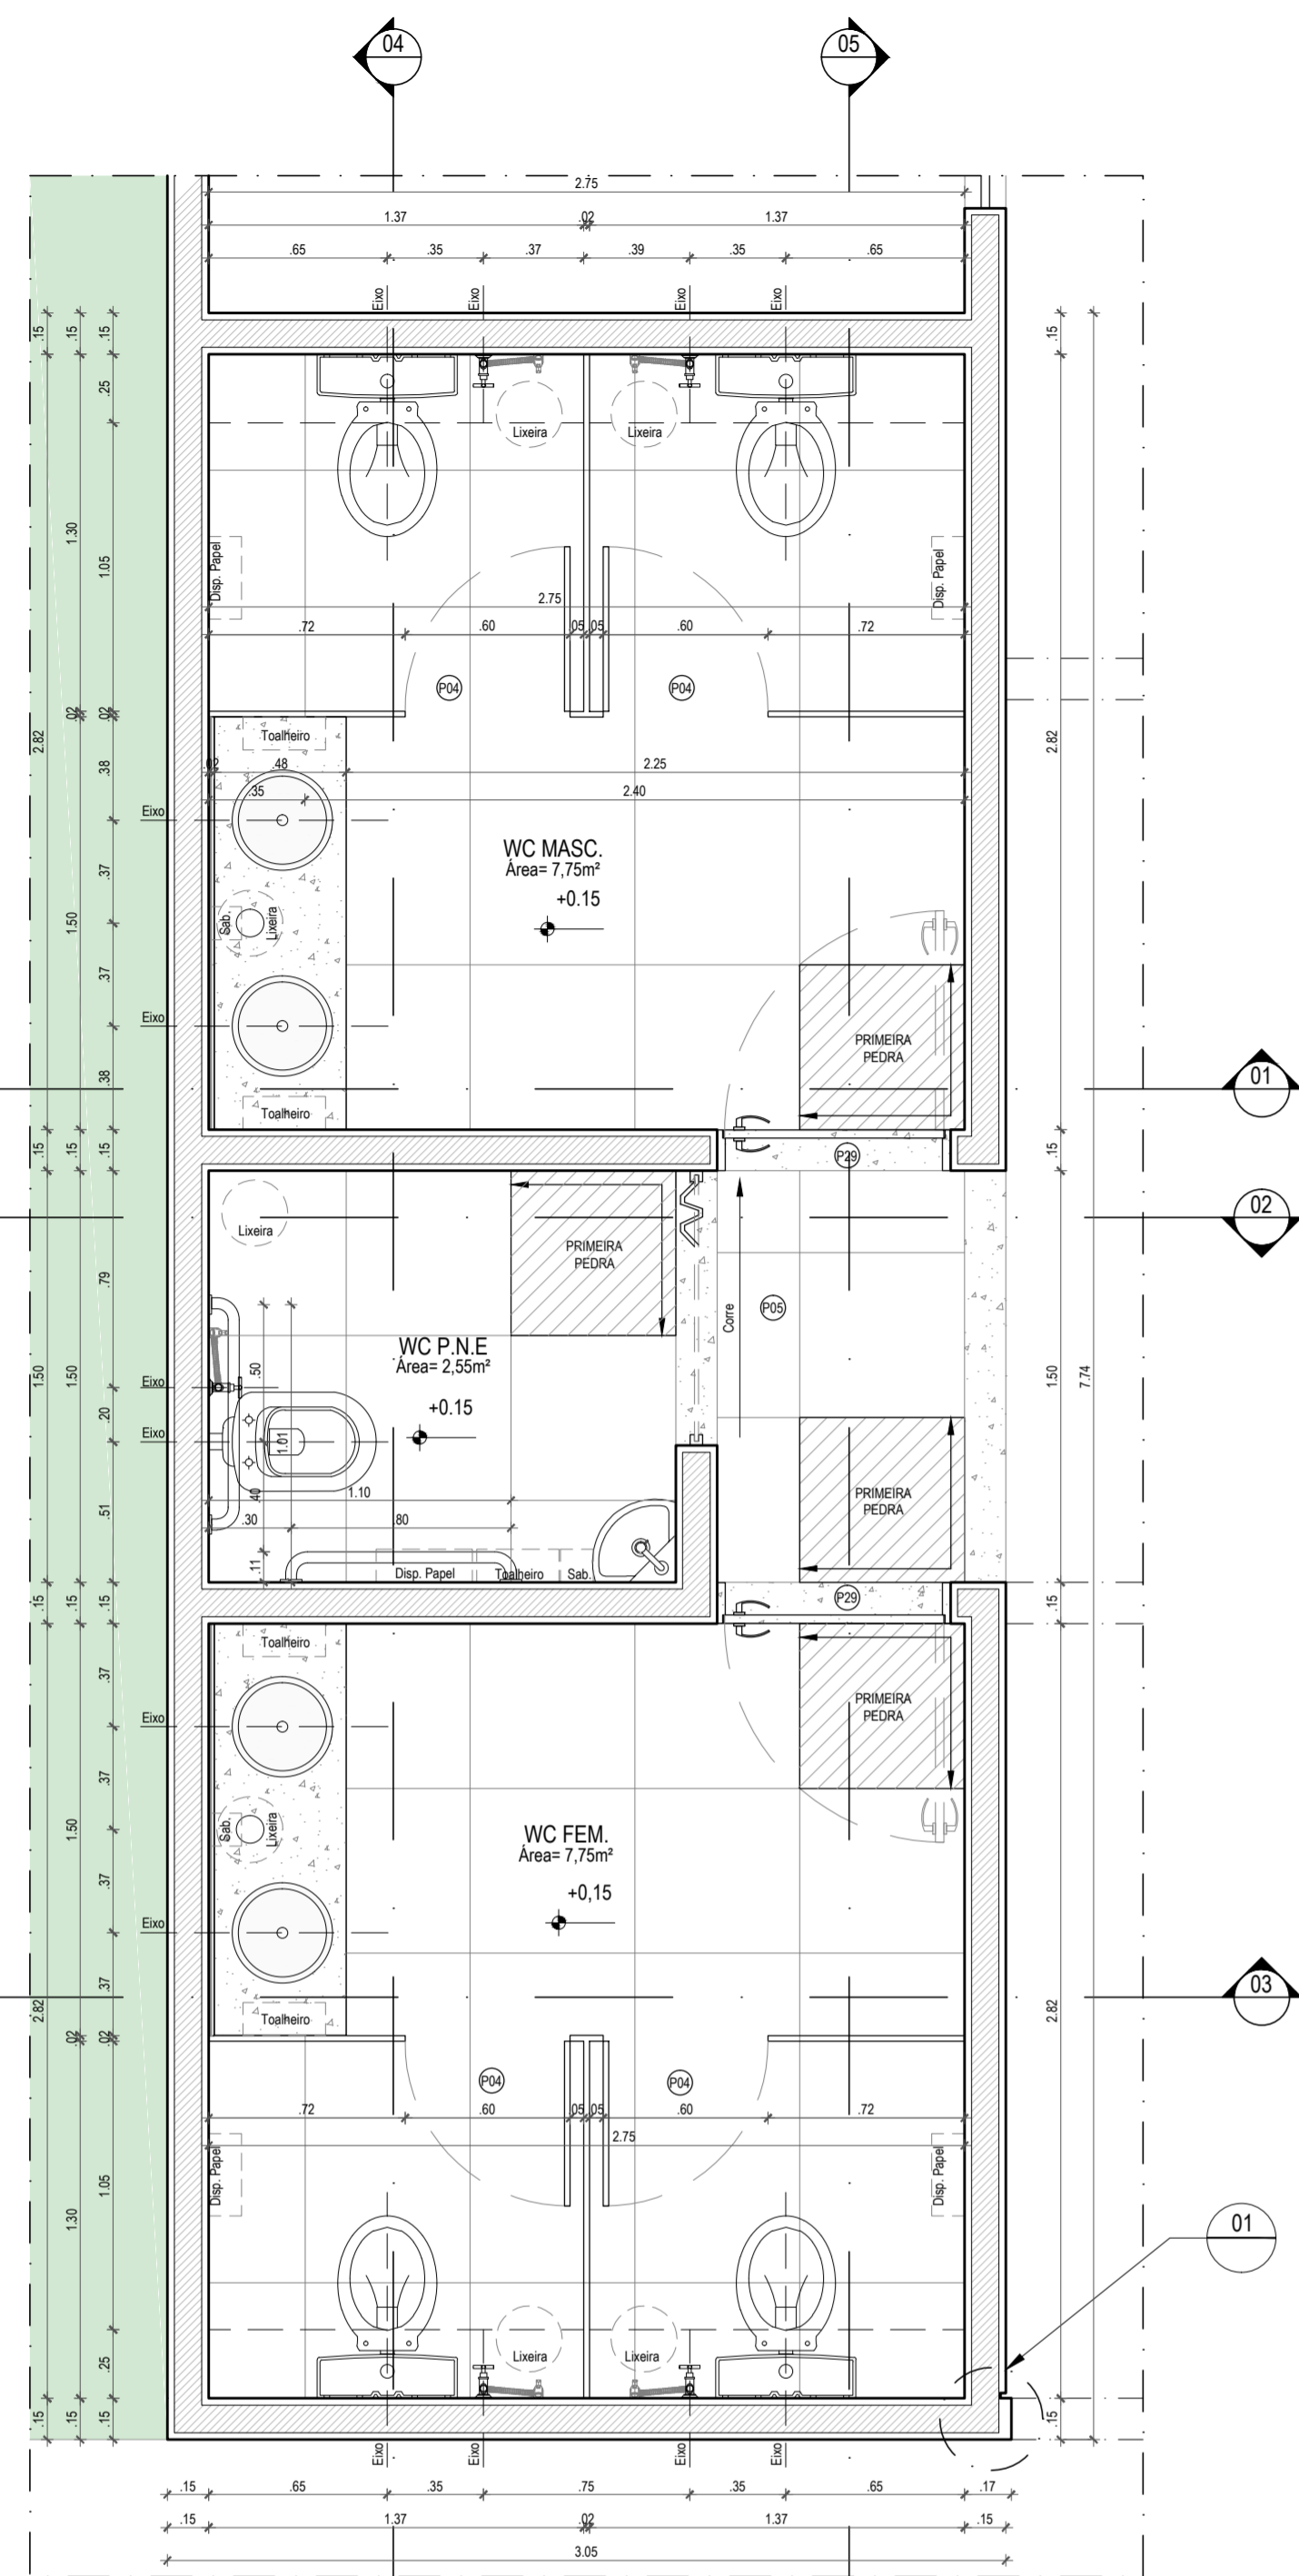 04
05
2.75
1.37
.02
1.37
.65
.35
.37
.39
.35
.65
Eixo
Eixo
Eixo
Eixo
.15
.15
.15
.15
.25
Lixeira
Lixeira
1.30
1.05
Disp. Papel
Disp. Papel
2.75
.72
.60
.05
.05
.60
.72
P04
P04
.02
.02
2.82
2.82
Toalheiro
.02
.48
2.25
.35
2.40
.38
Eixo
WC MASC.
Área= 7,75m²
+0.15
.37
1.50
Sab.
Lixeira
.37
Eixo
PRIMEIRA
PEDRA
.38
01
Toalheiro
.15
.15
.15
P29
.15
02
Lixeira
PRIMEIRA
PEDRA
.79
P05
Corre
WC P.N.E
Área= 2,55m²
+0.15
.50
1.50
1.50
1.50
7.74
Eixo
.20
Eixo
1.01
.40
1.10
.51
.30
.80
.11
PRIMEIRA
PEDRA
Disp. Papel
Toalheiro
Sab.
.15
.15
.15
P29
.15
Toalheiro
.37
PRIMEIRA
PEDRA
Eixo
.37
1.50
Sab.
Lixeira
WC FEM.
Área= 7,75m²
+0,15
.37
Eixo
.37
03
2.82
2.82
Toalheiro
.02
.02
P04
P04
.72
.60
.05
.05
.60
.72
2.75
Disp. Papel
Disp. Papel
1.05
1.30
01
Lixeira
Lixeira
.25
.15
.15
.15
.15
Eixo
Eixo
Eixo
Eixo
.15
.65
.35
.75
.35
.65
.17
.15
1.37
.02
1.37
.15
3.05